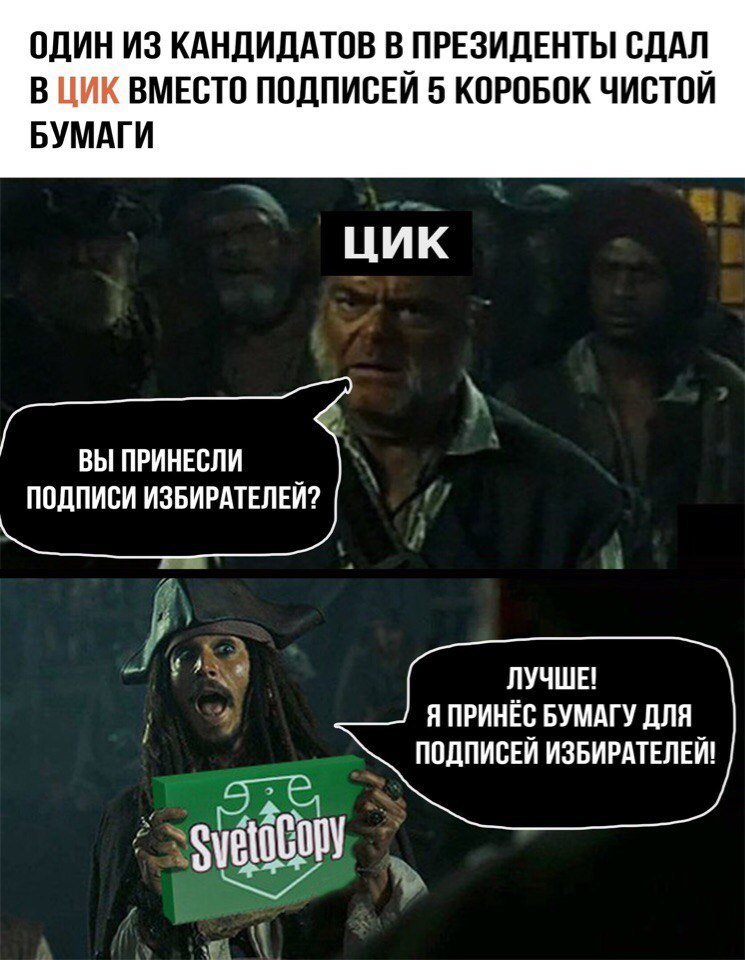 ОДИН ИЗ КАНДИДАТОВ В ПРЕЗИДЕНТЫ СДАЛ
В ЦИК ВМЕСТО ПОДПИСЕЙ 5 КОРОБОК ЧИСТОЙ
БУМАГИ
ЦИК
ВЫ ПРИНЕСЛИ
ПОДПИСИ ИЗБИРАТЕЛЕЙ?
ЛУЧШЕ!
Я ПРИНЁС БУМАГУ ДЛЯ
ПОДПИСЕЙ ИЗБИРАТЕЛЕЙ!
SvetoCopy